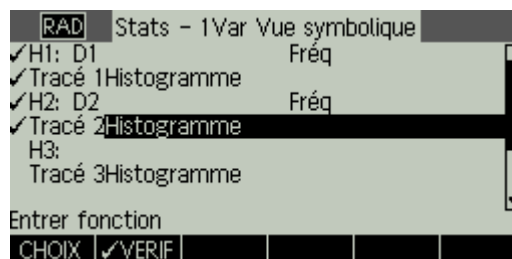 RAD Stats - 1Var Vue symbolique
✓H1: D1 Fréq
✓Tracé 1Histogramme
✓H2: D2 Fréq
✓Tracé 2Histogramme
H3:
Tracé 3Histogramme
Entrer fonction
CHOIX ✓VERIF